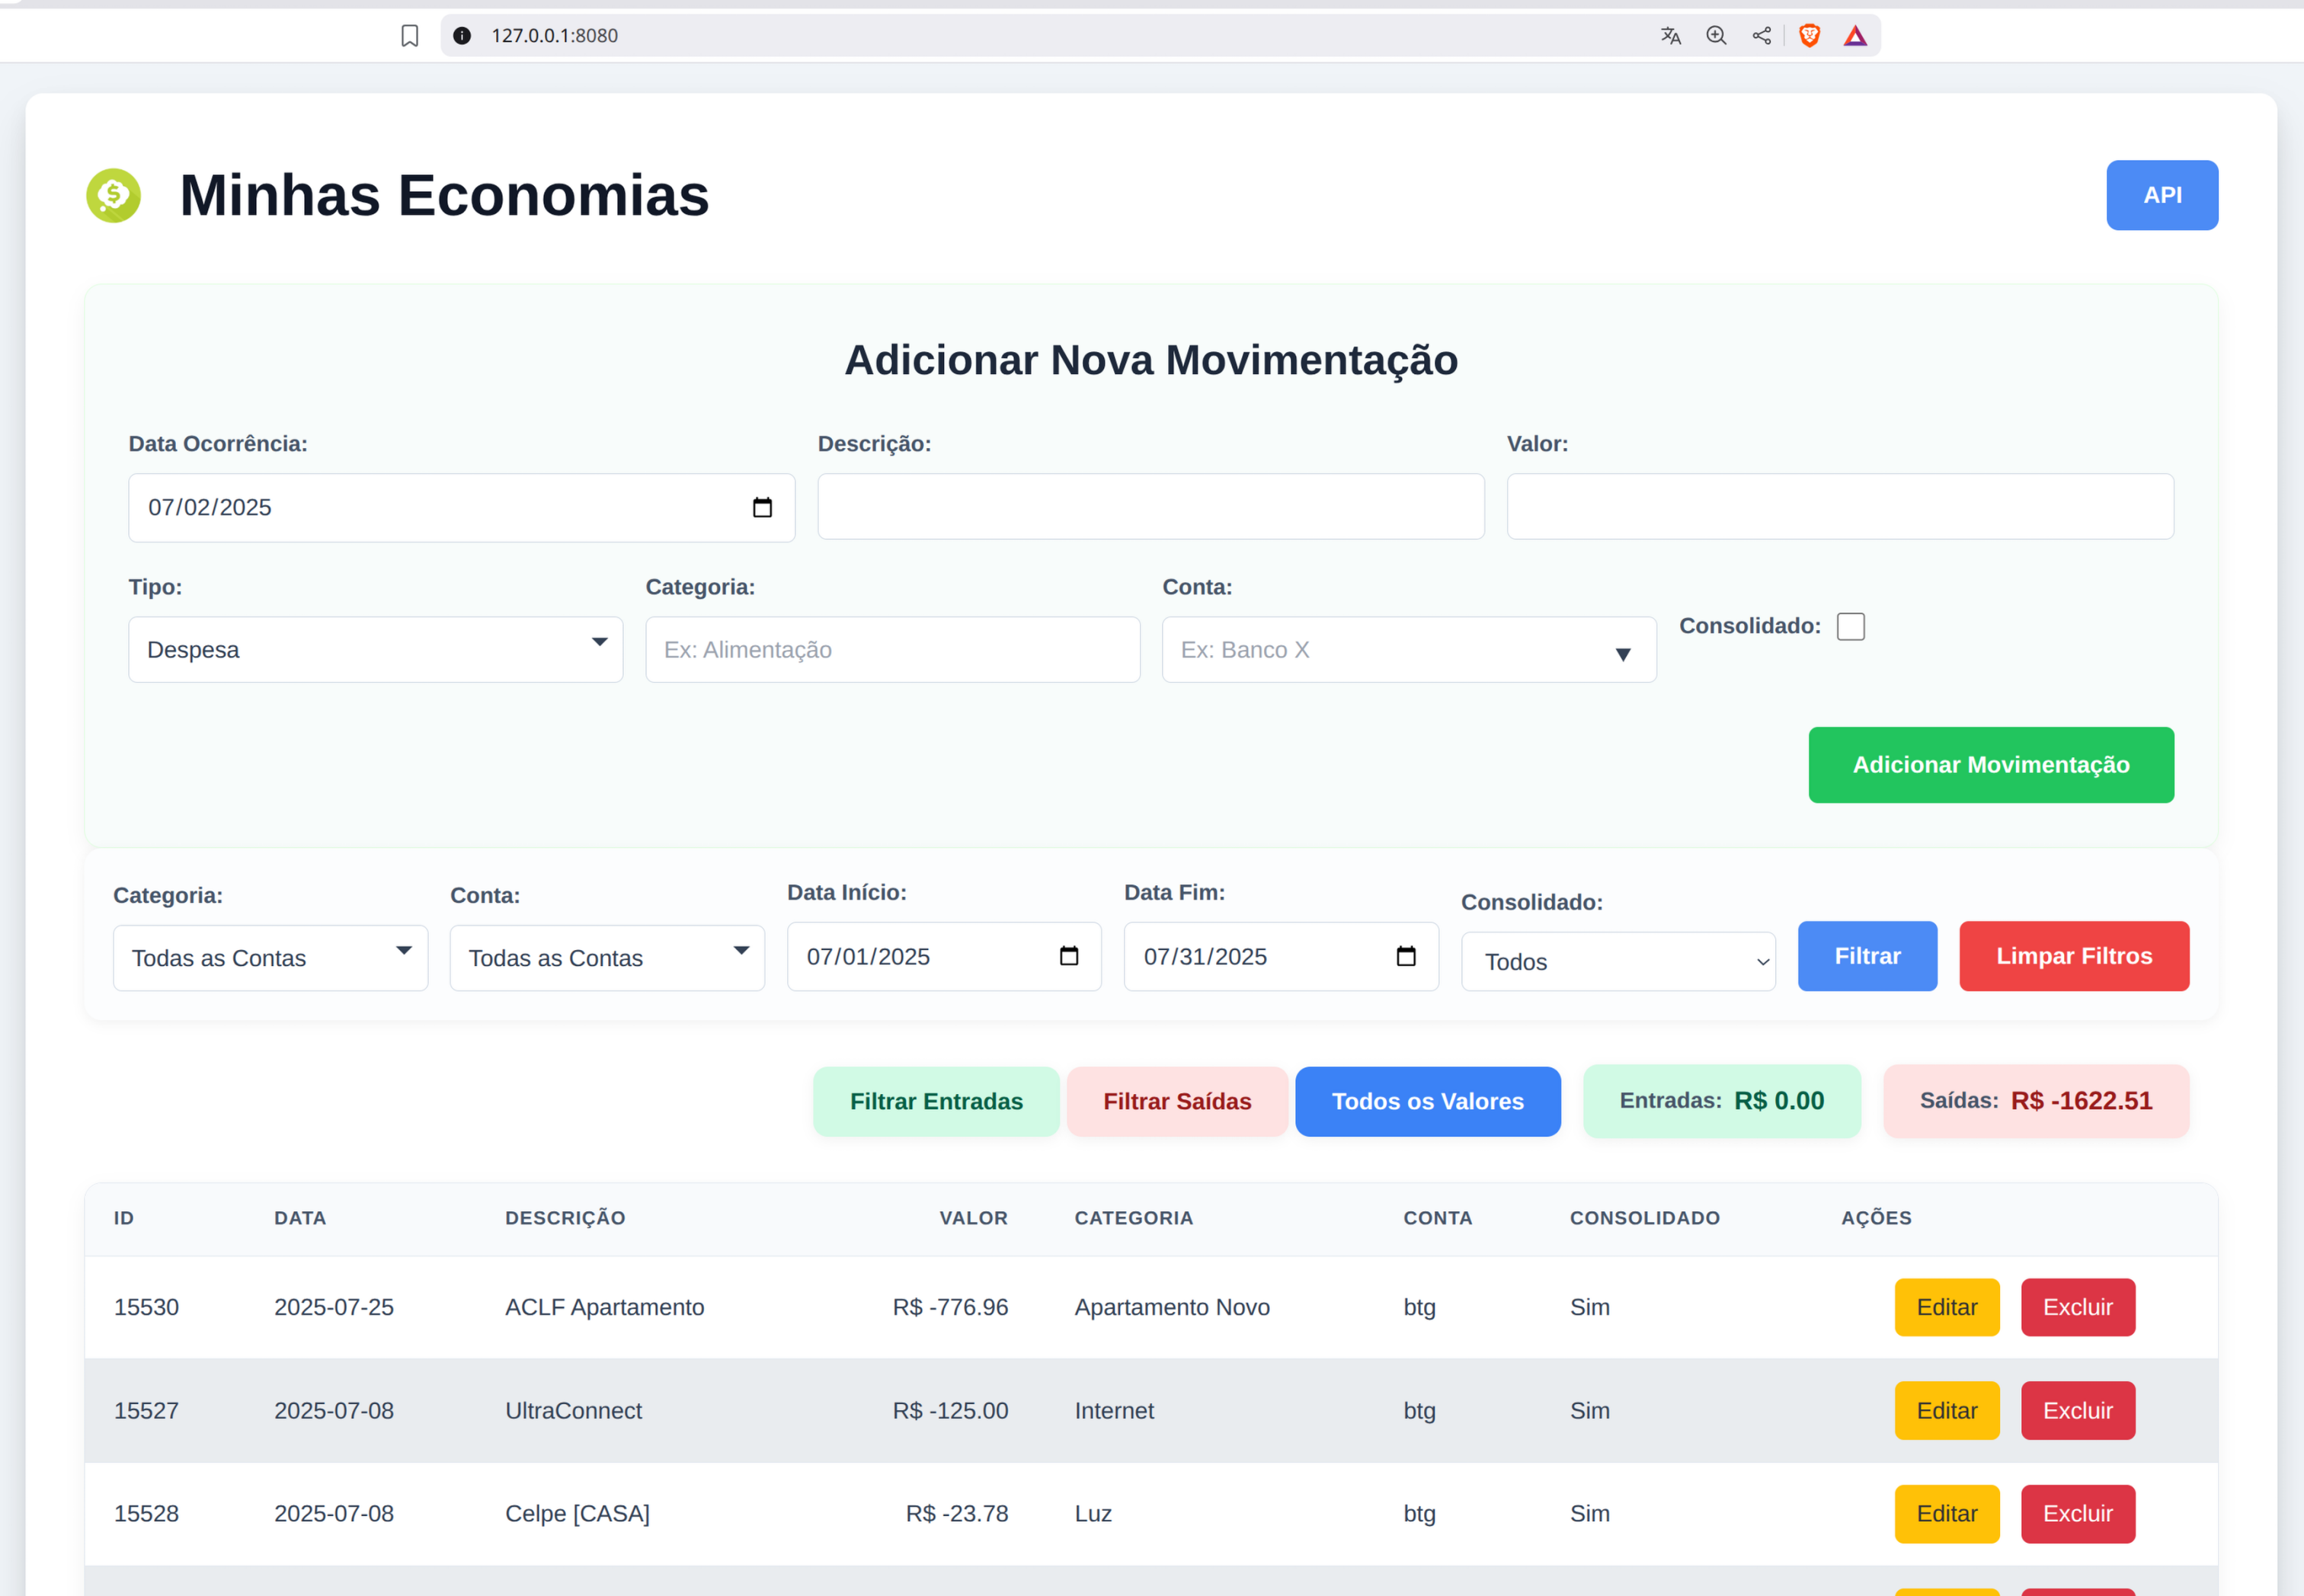 127.0.0.1:8080
Minhas Economias
API
Adicionar Nova Movimentação
Data Ocorrência: Descrição: Valor:
07/02/2025
Tipo: Categoria: Conta: Consolidado:
Despesa Ex: Alimentação Ex: Banco X
Adicionar Movimentação
Categoria: Conta: Data Início: Data Fim: Consolidado:
Todas as Contas Todas as Contas 07/01/2025 07/31/2025 Todos Filtrar Limpar Filtros
Filtrar Entradas Filtrar Saídas Todos os Valores Entradas: R$ 0.00 Saídas: R$ -1622.51
ID DATA DESCRIÇÃO VALOR CATEGORIA CONTA CONSOLIDADO AÇÕES
15530 2025-07-25 ACLF Apartamento R$ -776.96 Apartamento Novo btg Sim Editar Excluir
15527 2025-07-08 UltraConnect R$ -125.00 Internet btg Sim Editar Excluir
15528 2025-07-08 Celpe [CASA] R$ -23.78 Luz btg Sim Editar Excluir